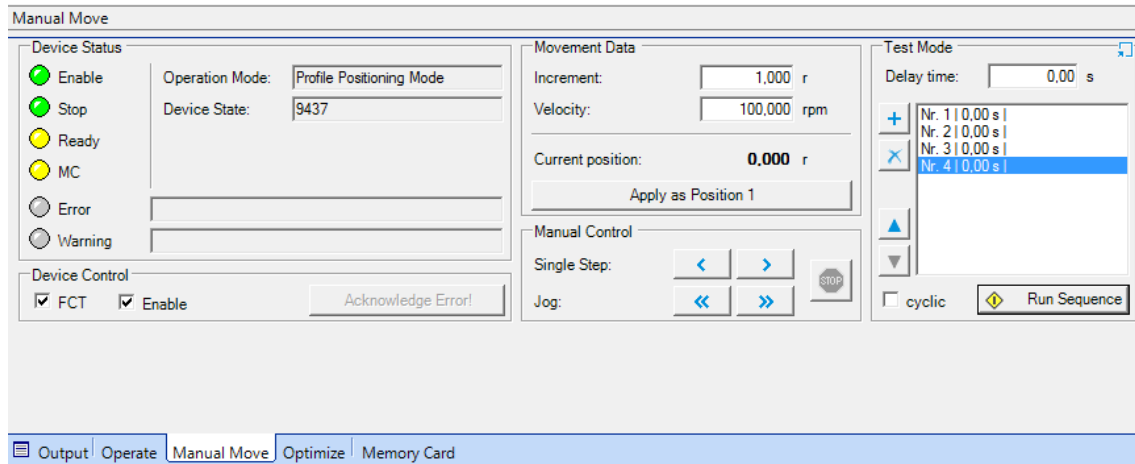 Manual Move
Device Status
Enable
Stop
Ready
MC
Error
Warning
Operation Mode: Profile Positioning Mode
Device State: 9437
Device Control
FCT
Enable
Acknowledge Error!
Movement Data
Increment: 1,000 r
Velocity: 100,000 rpm
Current position: 0,000 r
Apply as Position 1
Manual Control
Single Step:
STOP
Jog:
Test Mode
Delay time: 0,00 s
Nr. 1 | 0,00 s |
Nr. 2 | 0,00 s |
Nr. 3 | 0,00 s |
Nr. 4 | 0,00 s |
cyclic
Run Sequence
Output Operate Manual Move Optimize Memory Card